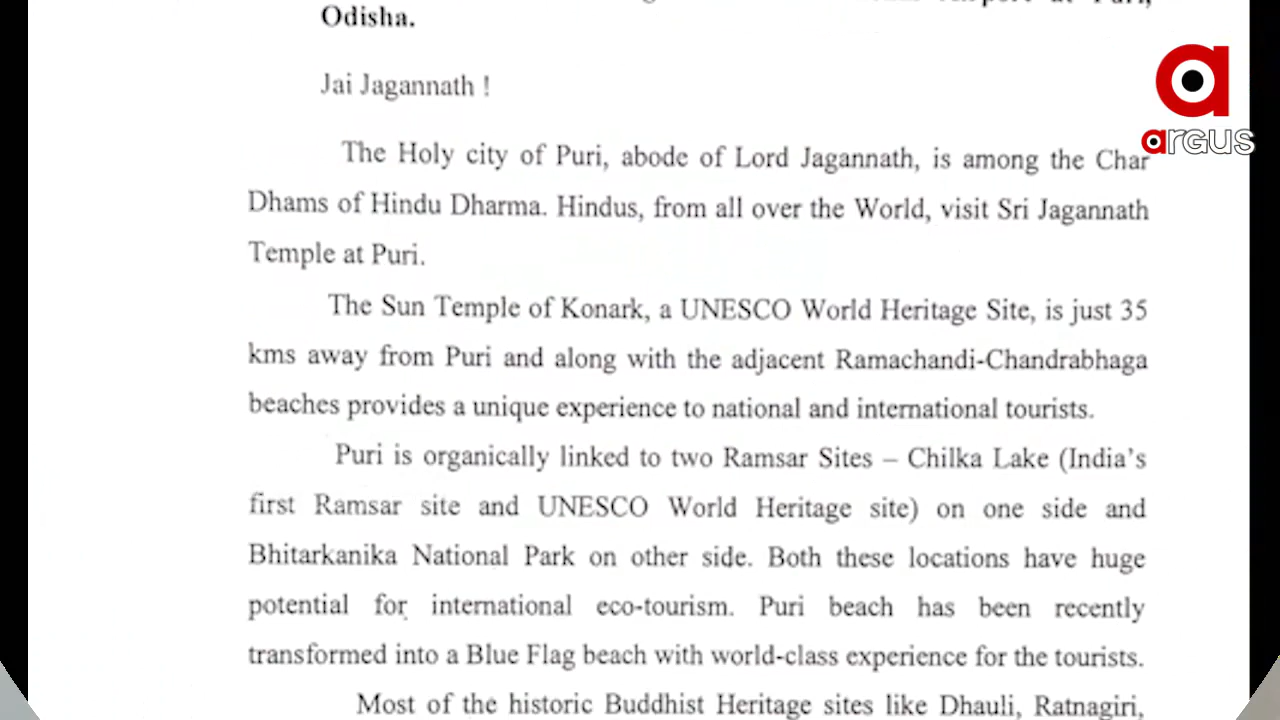 at Puri,
Odisha.
Jai Jagannath !
The Holy city of Puri, abode of Lord Jagannath, is among the Char
Dhams of Hindu Dharma. Hindus, from all over the World, visit Sri Jagannath
Temple at Puri.
The Sun Temple of Konark, a UNESCO World Heritage Site, is just 35
kms away from Puri and along with the adjacent Ramachandi-Chandrabhaga
beaches provides a unique experience to national and international tourists.
Puri is organically linked to two Ramsar Sites – Chilka Lake (India's
first Ramsar site and UNESCO World Heritage site) on one side and
Bhitarkanika National Park on other side. Both these locations have huge
potential for international eco-tourism. Puri beach has been recently
transformed into a Blue Flag beach with world-class experience for the tourists.
Most of the historic Buddhist Heritage sites like Dhauli, Ratnagiri,
a
argus